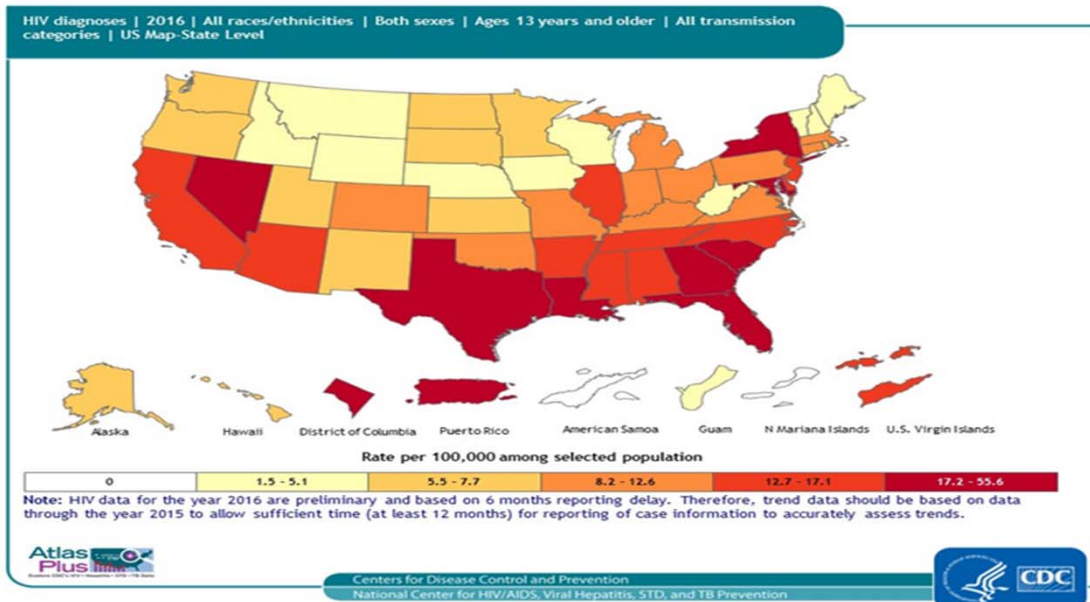 HIV diagnoses | 2016 | All races/ethnicities | Both sexes | Ages 13 years and older | All transmission
categories | US Map-State Level
Alaska
Hawaii
District of Columbia
Puerto Rico
American Samoa
Guam
N Mariana Islands
U.S. Virgin Islands
Rate per 100,000 among selected population
0
1.5 - 5.1
5.5 - 7.7
8.2 - 12.6
12.7 - 17.1
17.2 - 55.6
Note: HIV data for the year 2016 are preliminary and based on 6 months reporting delay. Therefore, trend data should be based on data
through the year 2015 to allow sufficient time (at least 12 months) for reporting of case information to accurately assess trends.
Atlas
Plus
Centers for Disease Control and Prevention
National Center for HIV/AIDS, Viral Hepatitis, STD, and TB Prevention
CDC